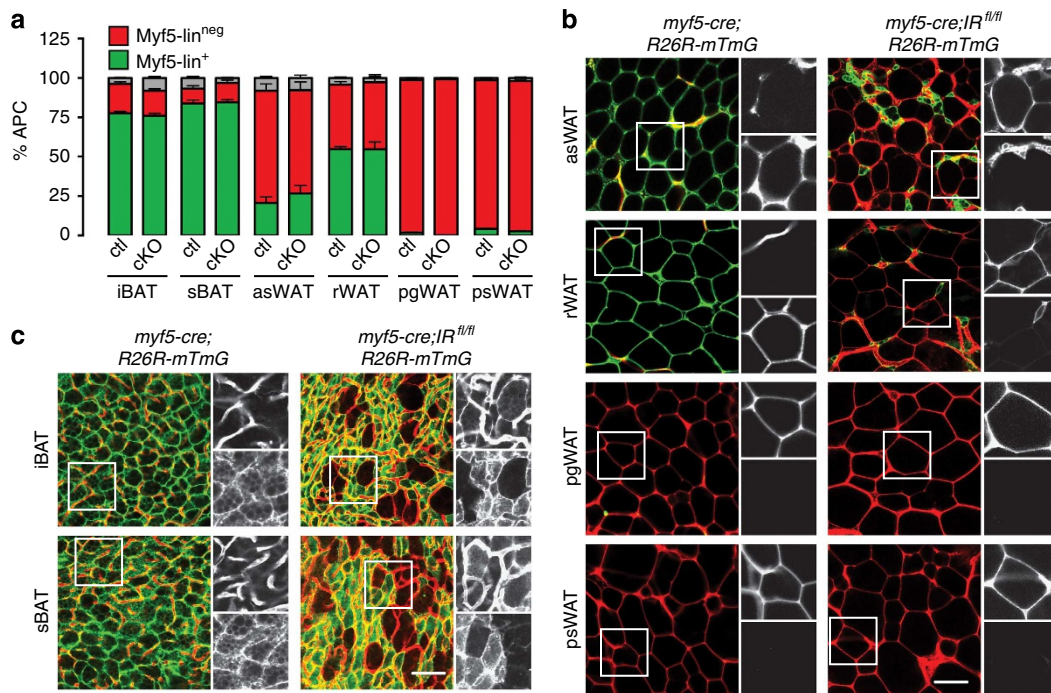 a
125
100
75
50
25
0
% APC
Myf5-lin^neg
Myf5-lin^+
ctl cKO ctl cKO ctl cKO ctl cKO ctl cKO ctl cKO
iBAT sBAT asWAT rWAT pgWAT psWAT
b
myf5-cre; myf5-cre;IR^fl/fl
R26R-mTmG R26R-mTmG
asWAT
rWAT
pgWAT
psWAT
c
myf5-cre; myf5-cre;IR^fl/fl
R26R-mTmG R26R-mTmG
iBAT
sBAT